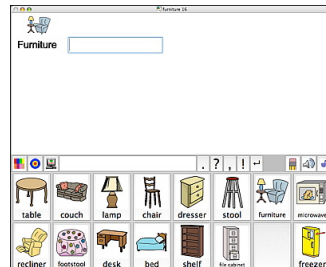 furniture 16
Furniture
. ? , !
table couch lamp chair dresser stool furniture microwave
recliner footstool desk bed shelf file cabinet freezer